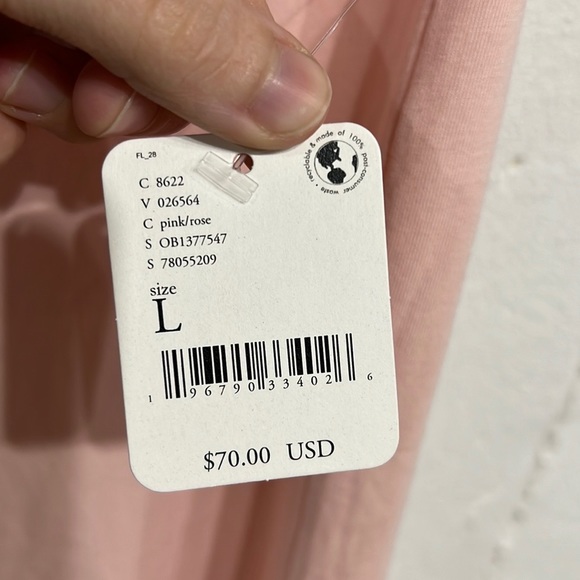 FL_28
recyclable & made of 100% post-consumer waste •
C 8622
V 026564
C pink/rose
S OB1377547
S 78055209
size
L
1 96790 33402 6
$70.00 USD